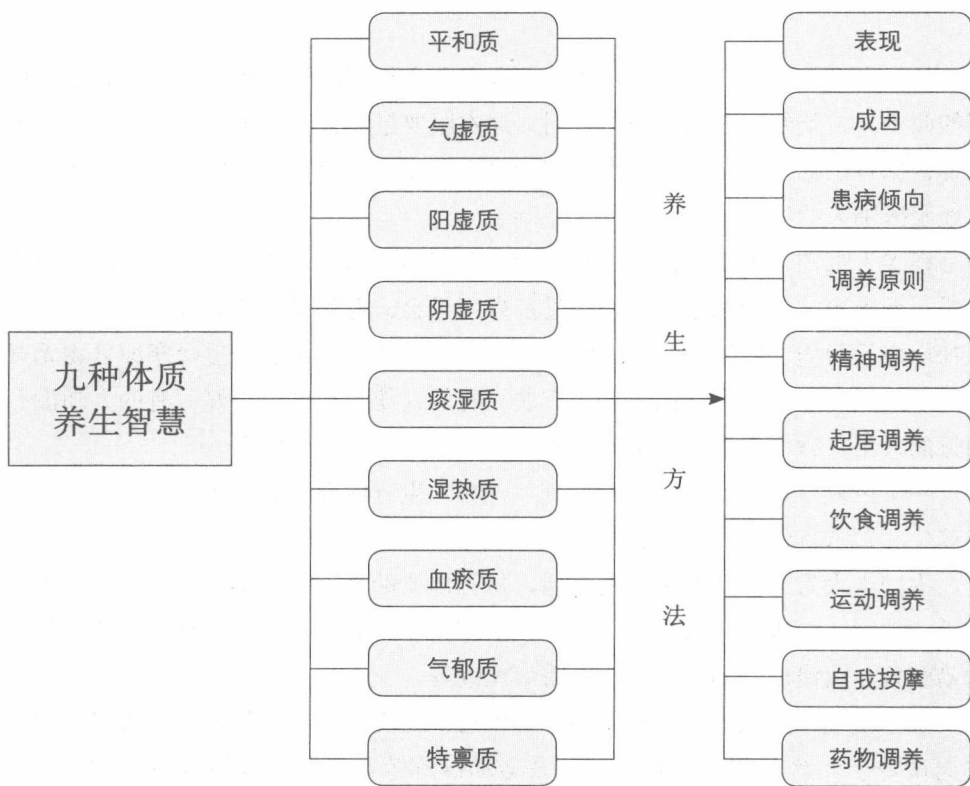 九种体质
养生智慧
平和质
气虚质
阳虚质
阴虚质
痰湿质
湿热质
血瘀质
气郁质
特禀质
养
生
方
法
表现
成因
患病倾向
调养原则
精神调养
起居调养
饮食调养
运动调养
自我按摩
药物调养